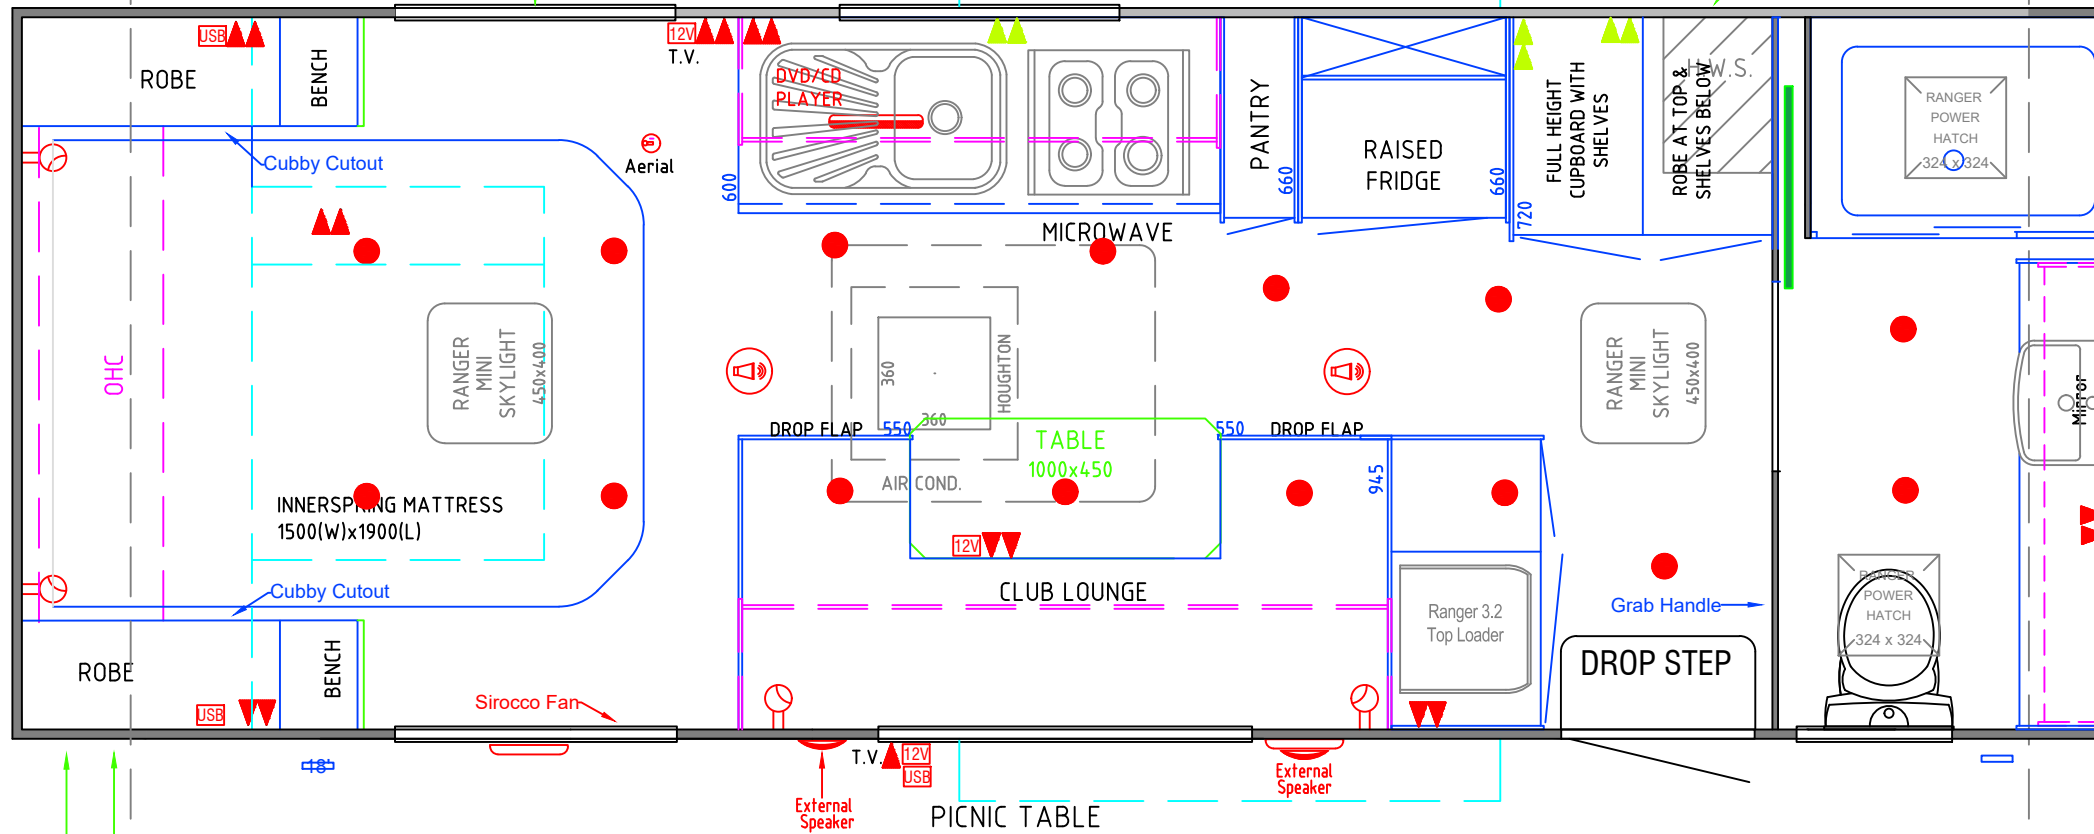 USB
ROBE
BENCH
12V
T.V.
DVD/CD
PLAYER
Aerial
Cubby Cutout
600
MICROWAVE
PANTRY
660
RAISED
FRIDGE
660
720
FULL HEIGHT
CUPBOARD WITH
SHELVES
ROBE AT TOP &
SHELVES BELOW
H.W.S.
RANGER
POWER
HATCH
324 x 324
OHC
RANGER
MINI
SKYLIGHT
450x400
360
360
HOUGHTON
AIR COND.
RANGER
MINI
SKYLIGHT
450x400
Mirror
DROP FLAP
550
TABLE
1000x450
550
DROP FLAP
945
INNERSPRING MATTRESS
1500(W)x1900(L)
12V
CLUB LOUNGE
Cubby Cutout
Ranger 3.2
Top Loader
Grab Handle
RANGER
POWER
HATCH
324 x 324
ROBE
BENCH
USB
Sirocco Fan
DROP STEP
18'
T.V.
12V
USB
External
Speaker
External
Speaker
PICNIC TABLE